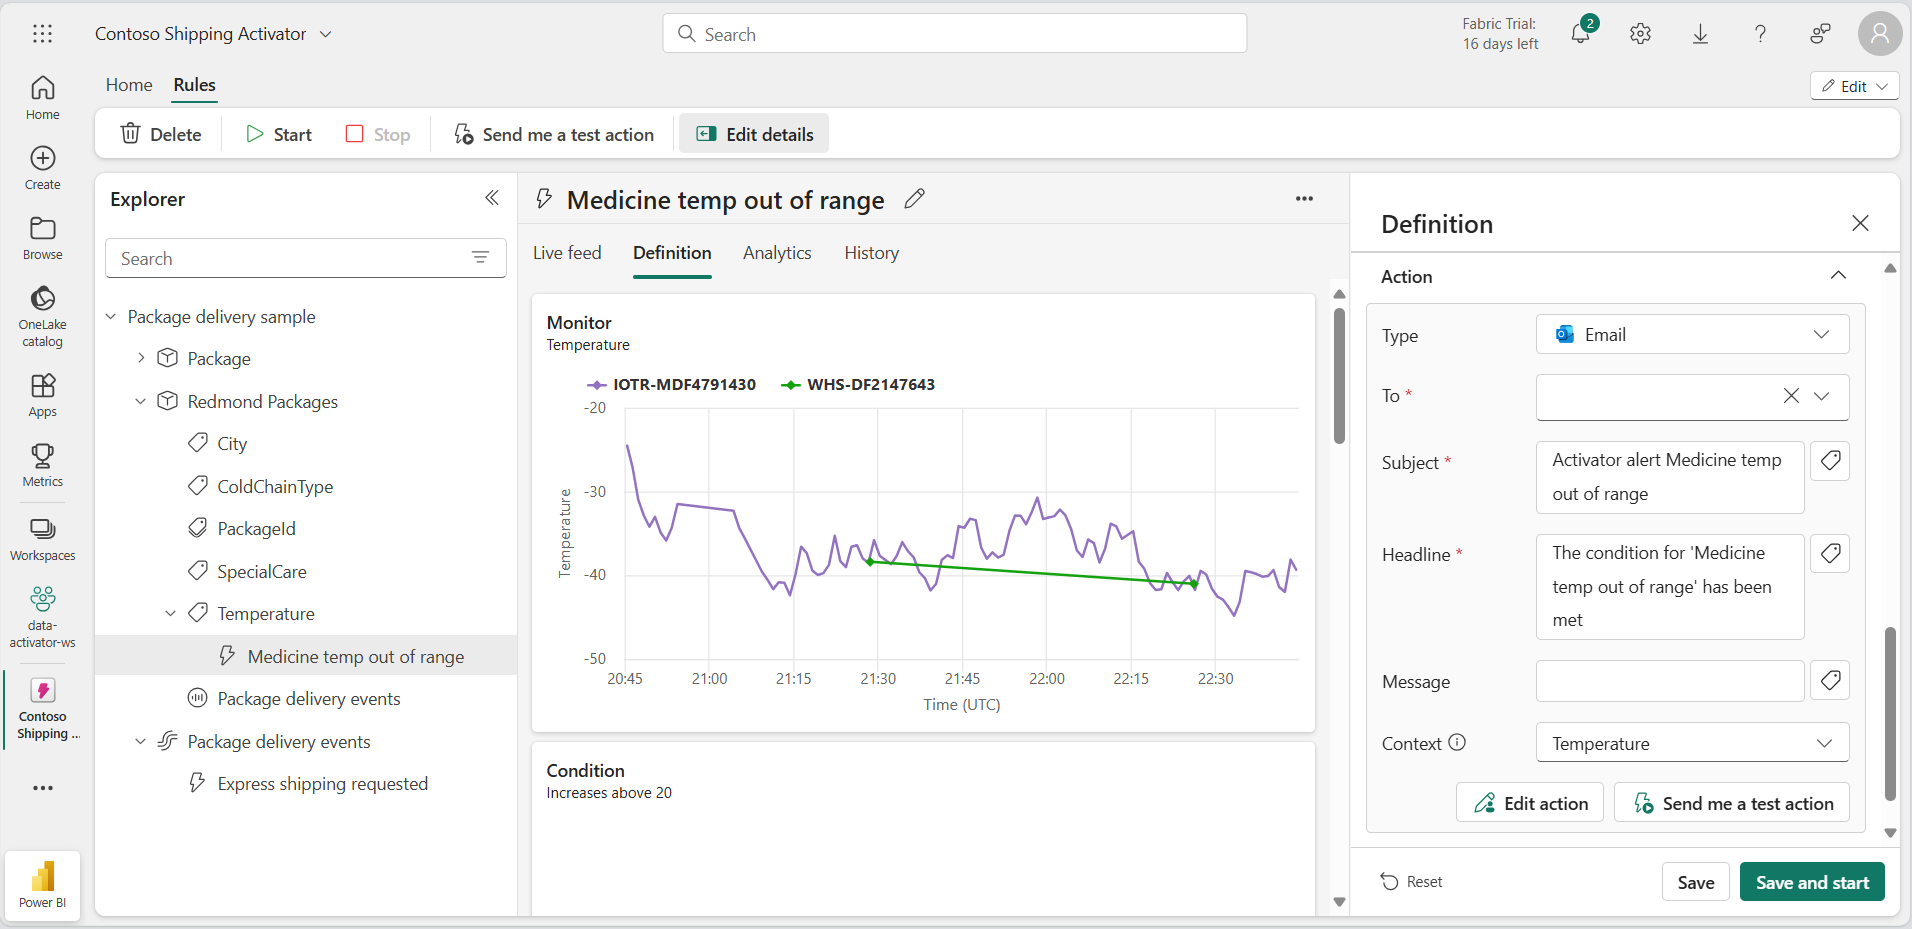 Contoso Shipping Activator
Search
Fabric Trial:
16 days left
2
Home
Rules
Edit
Delete
Start
Stop
Send me a test action
Edit details
Home
Create
Browse
OneLake
catalog
Apps
Metrics
Workspaces
data-
activator-ws
Contoso
Shipping ...
Power BI
Explorer
Search
Package delivery sample
Package
Redmond Packages
City
ColdChainType
PackageId
SpecialCare
Temperature
Medicine temp out of range
Package delivery events
Package delivery events
Express shipping requested
Medicine temp out of range
Live feed
Definition
Analytics
History
Monitor
Temperature
IOTR-MDF4791430
WHS-DF2147643
-20
-30
-40
-50
Temperature
20:45
21:00
21:15
21:30
21:45
22:00
22:15
22:30
Time (UTC)
Condition
Increases above 20
Definition
Action
Type
Email
To *
Subject *
Activator alert Medicine temp
out of range
Headline *
The condition for 'Medicine
temp out of range' has been
met
Message
Context
Temperature
Edit action
Send me a test action
Reset
Save
Save and start